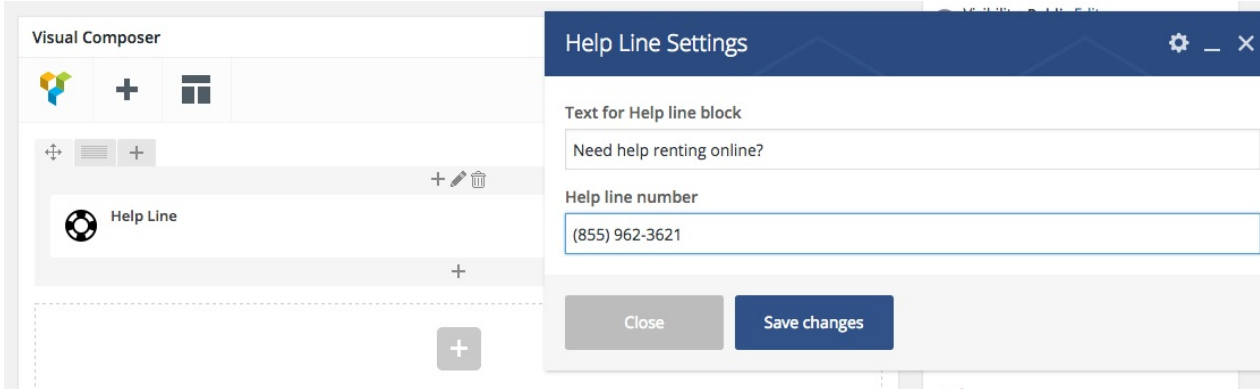 Visual Composer
Help Line Settings
Text for Help line block
Need help renting online?
Help line number
(855) 962-3621
Help Line
Close
Save changes